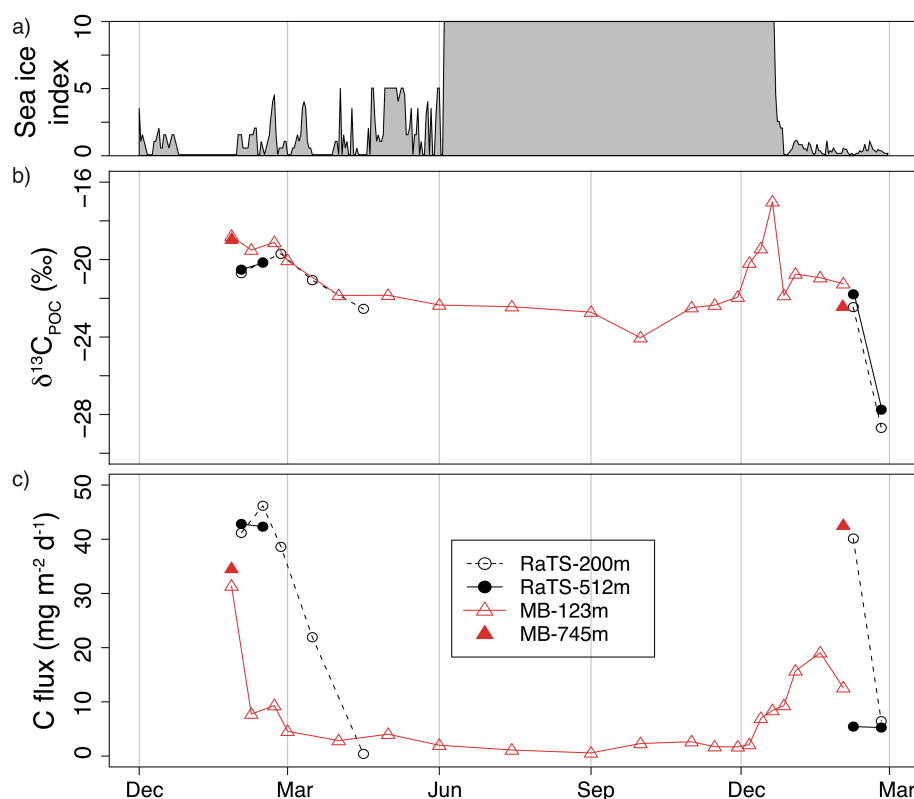 a)
Sea ice
index
10
5
0
b)
δ¹³C_POC (‰)
−16
−20
−24
−28
c)
C flux (mg m⁻² d⁻¹)
50
40
30
20
10
0
RaTS-200m
RaTS-512m
MB-123m
MB-745m
Dec Mar Jun Sep Dec Mar